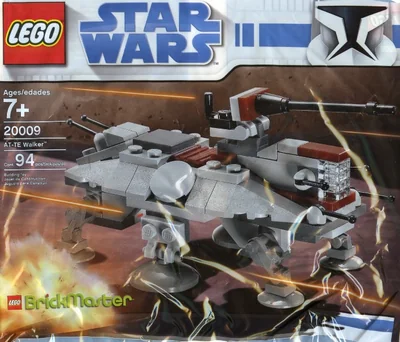 LEGO
STAR
WARS
Ages/edades
7+
20009
AT-TE Walker
94
LEGO BrickMaster